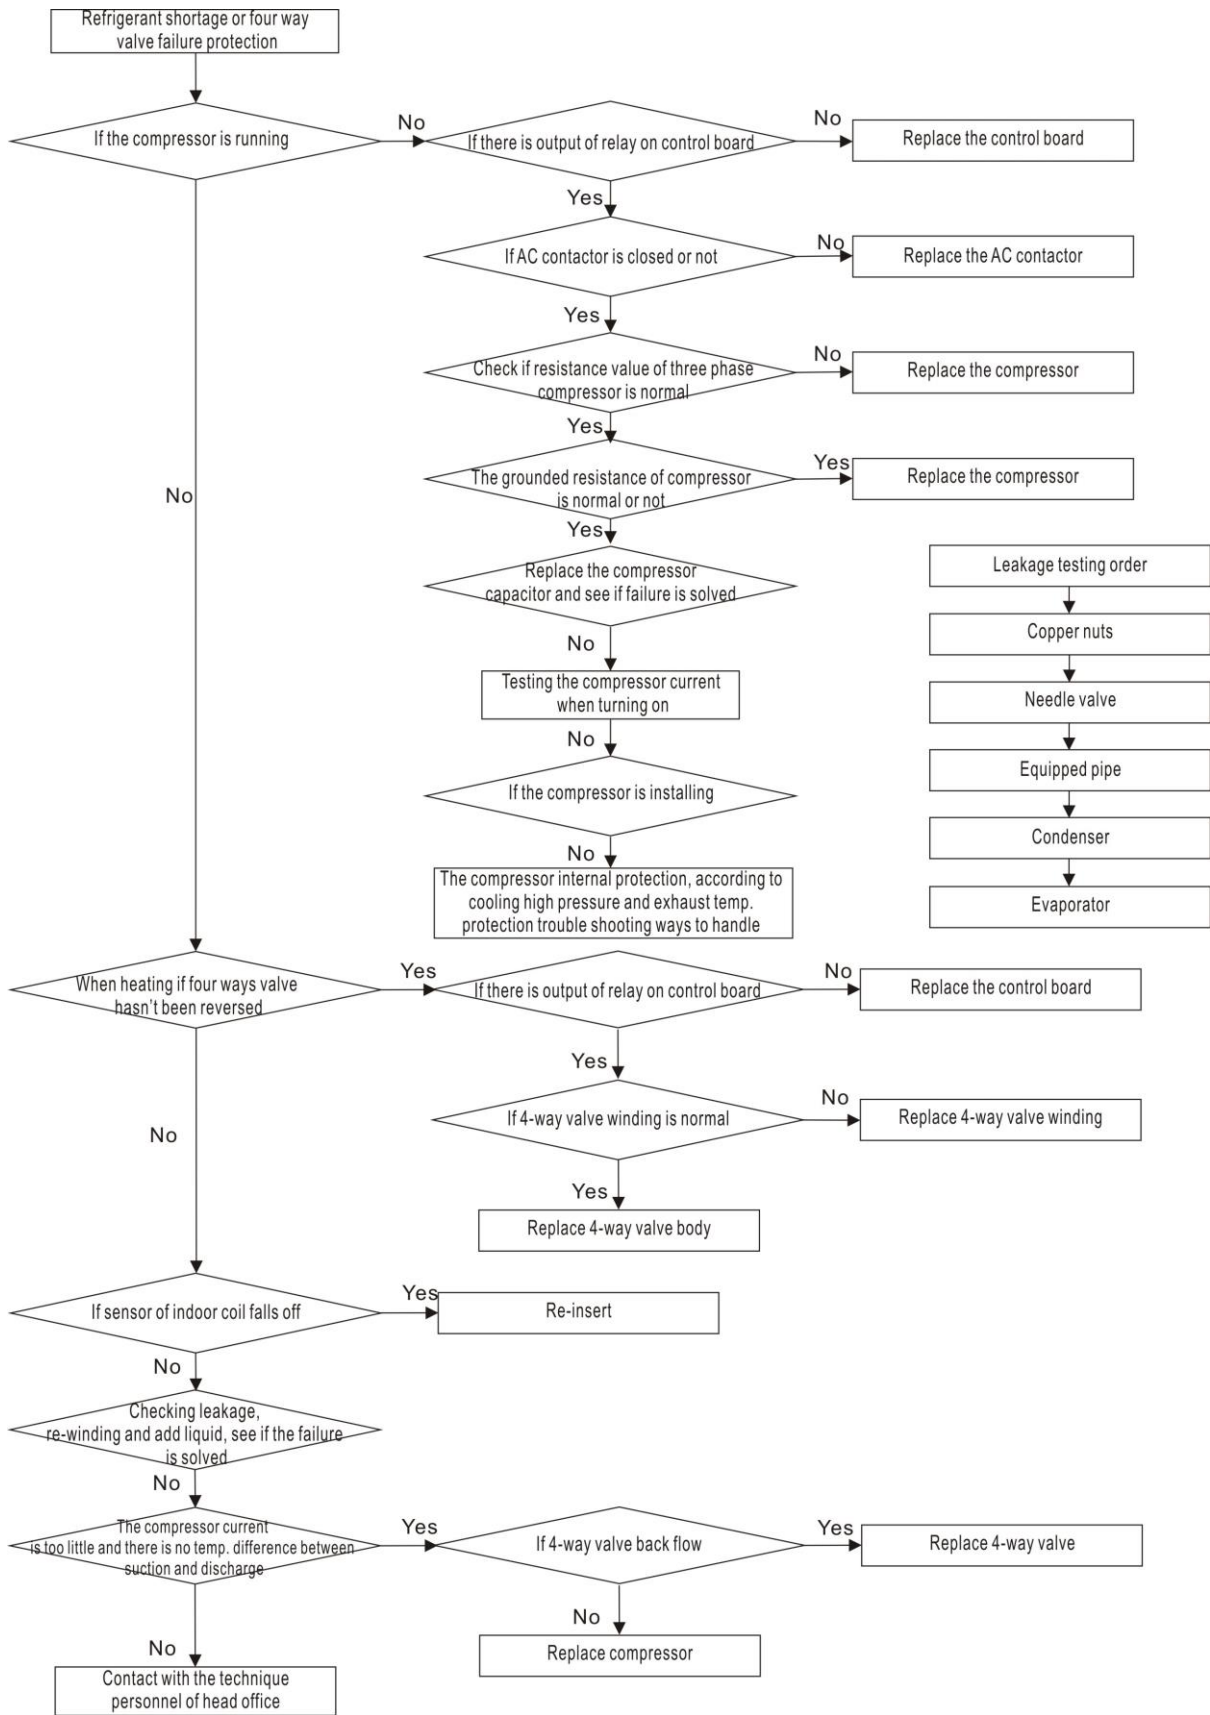 Refrigerant shortage or four way
valve failure protection
If the compressor is running
No
If there is output of relay on control board
No
Replace the control board
Yes
If AC contactor is closed or not
No
Replace the AC contactor
Yes
Check if resistance value of three phase
compressor is normal
No
Replace the compressor
Yes
The grounded resistance of compressor
is normal or not
Yes
Replace the compressor
No
Yes
Replace the compressor
capacitor and see if failure is solved
No
Testing the compressor current
when turning on
No
If the compressor is installing
No
The compressor internal protection, according to
cooling high pressure and exhaust temp.
protection trouble shooting ways to handle
Leakage testing order
Copper nuts
Needle valve
Equipped pipe
Condenser
Evaporator
When heating if four ways valve
hasn't been reversed
Yes
If there is output of relay on control board
No
Replace the control board
Yes
If 4-way valve winding is normal
No
Replace 4-way valve winding
Yes
Replace 4-way valve body
No
If sensor of indoor coil falls off
Yes
Re-insert
No
Checking leakage,
re-winding and add liquid, see if the failure
is solved
No
The compressor current
is too little and there is no temp. difference between
suction and discharge
Yes
If 4-way valve back flow
Yes
Replace 4-way valve
No
Replace compressor
No
Contact with the technique
personnel of head office